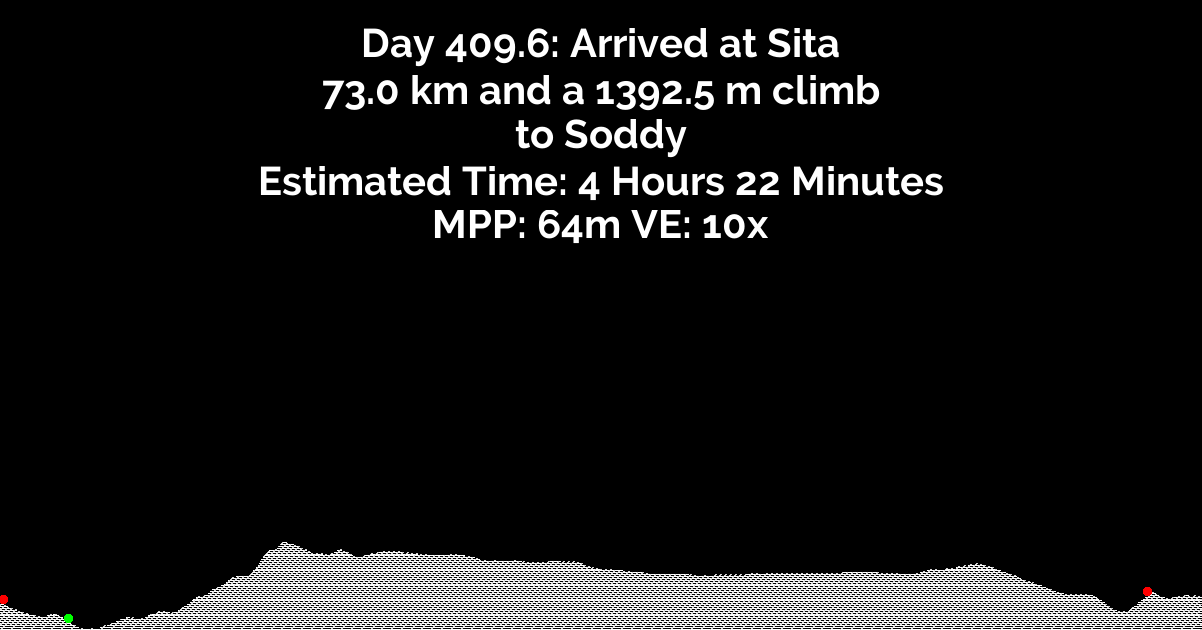 Day 409.6: Arrived at Sita
73.0 km and a 1392.5 m climb
to Soddy
Estimated Time: 4 Hours 22 Minutes
MPP: 64m VE: 10x